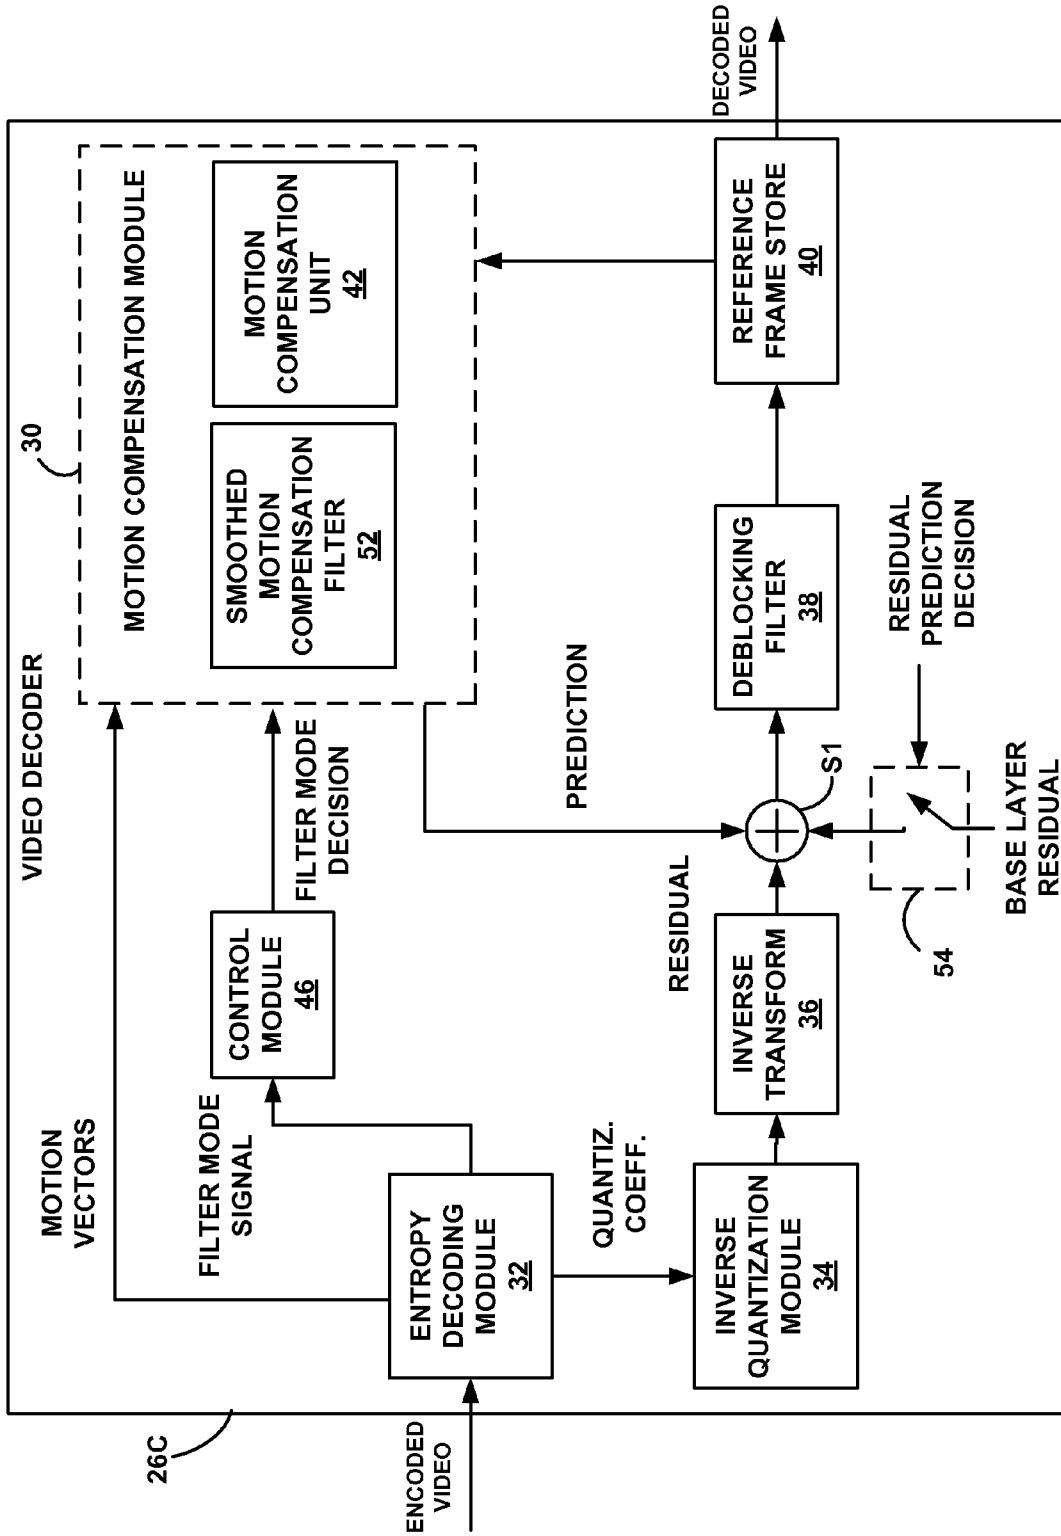 VIDEO DECODER
26C
30
ENCODED
VIDEO
MOTION
VECTORS
FILTER MODE
SIGNAL
ENTROPY
DECODING
MODULE
32
CONTROL
MODULE
46
FILTER MODE
DECISION
MOTION COMPENSATION MODULE
SMOOTHED
MOTION
COMPENSATION
FILTER
52
MOTION
COMPENSATION
UNIT
42
QUANTIZ.
COEFF.
INVERSE
QUANTIZATION
MODULE
34
INVERSE
TRANSFORM
36
RESIDUAL
PREDICTION
S1
DEBLOCKING
FILTER
38
REFERENCE
FRAME STORE
40
DECODED
VIDEO
54
BASE LAYER
RESIDUAL
RESIDUAL
PREDICTION
DECISION